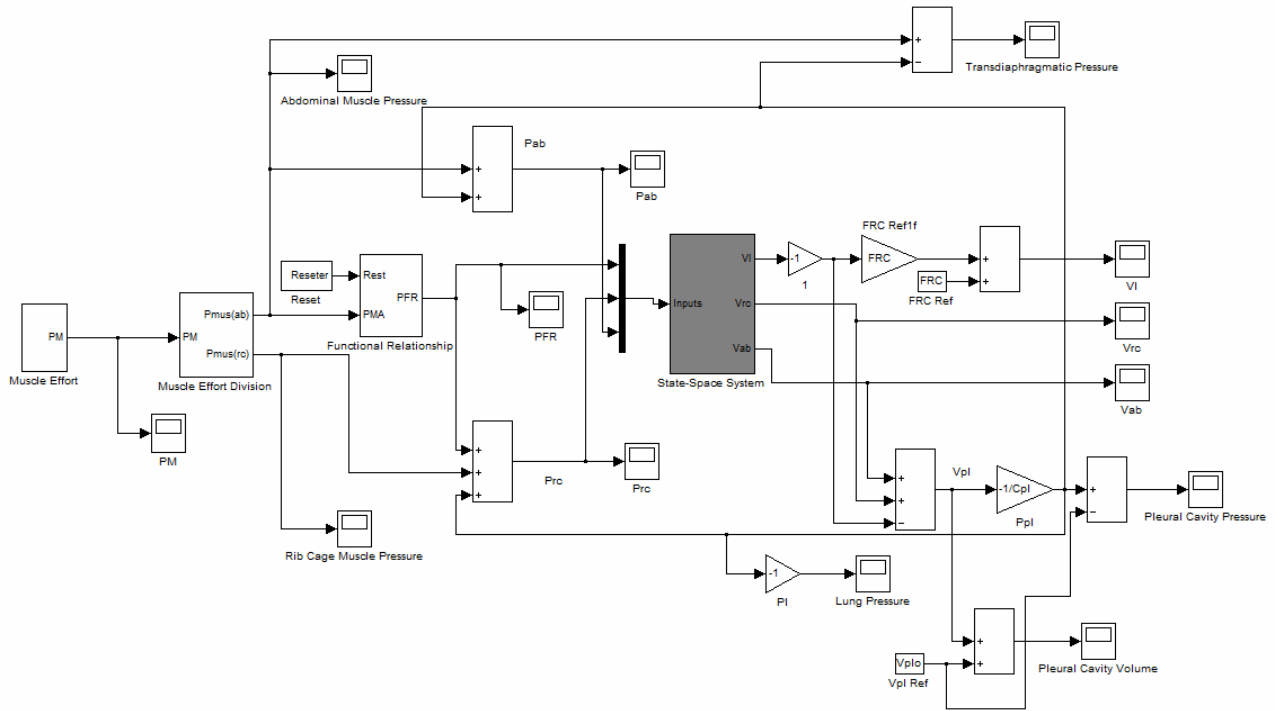 +
−
Transdiaphragmatic Pressure
Abdominal Muscle Pressure
Pab
+
+
Pab
FRC Ref1f
Reseter
Reset
Rest
PFR
PMA
Functional Relationship
PFR
Vl
Inputs
Vrc
Vab
State-Space System
-1
1
FRC
FRC
FRC Ref
+
+
Vl
Vrc
Vab
PM
Muscle Effort
Pmus(ab)
PM
Pmus(rc)
Muscle Effort Division
PM
+
+
+
Prc
Prc
+
+
−
Vpl
-1/Cpl
Ppl
+
−
Pleural Cavity Pressure
Rib Cage Muscle Pressure
-1
Pl
Lung Pressure
Vplo
Vpl Ref
+
+
Pleural Cavity Volume